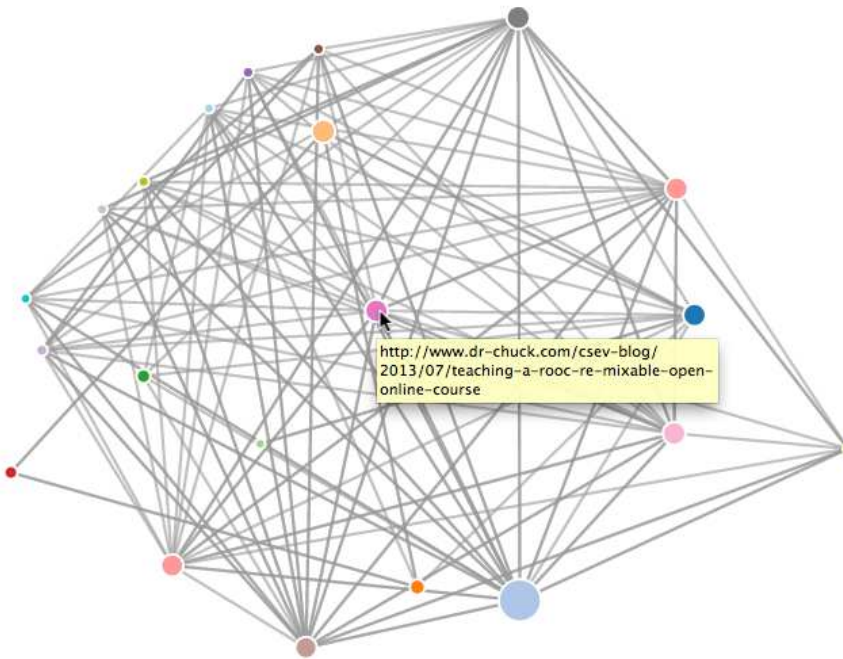 http://www.dr-chuck.com/csev-blog/
2013/07/teaching-a-rooc-re-mixable-open-
online-course